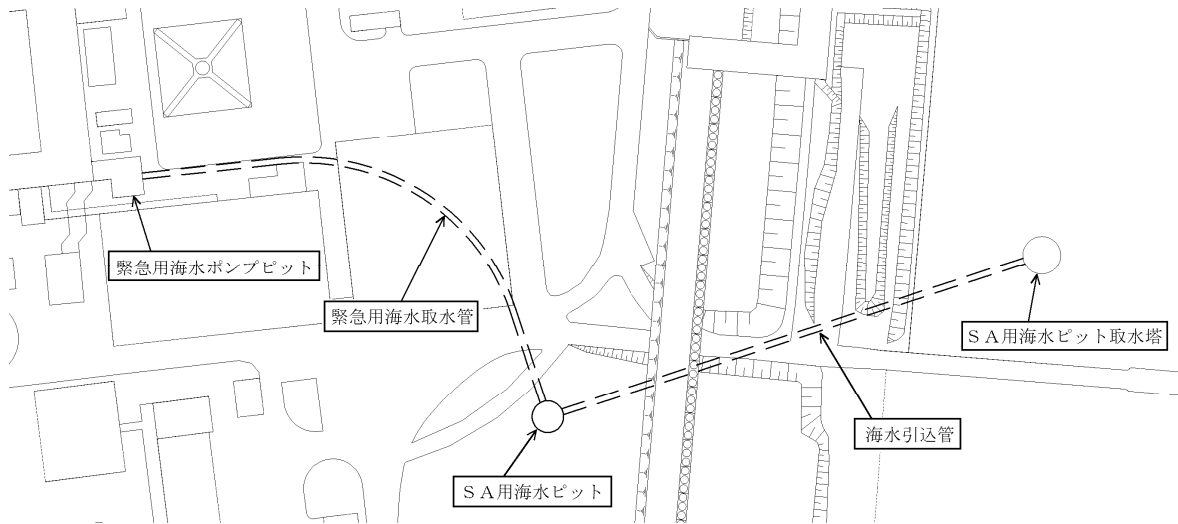 緊急用海水ポンプピット
緊急用海水取水管
ＳＡ用海水ピット取水塔
海水引込管
ＳＡ用海水ピット